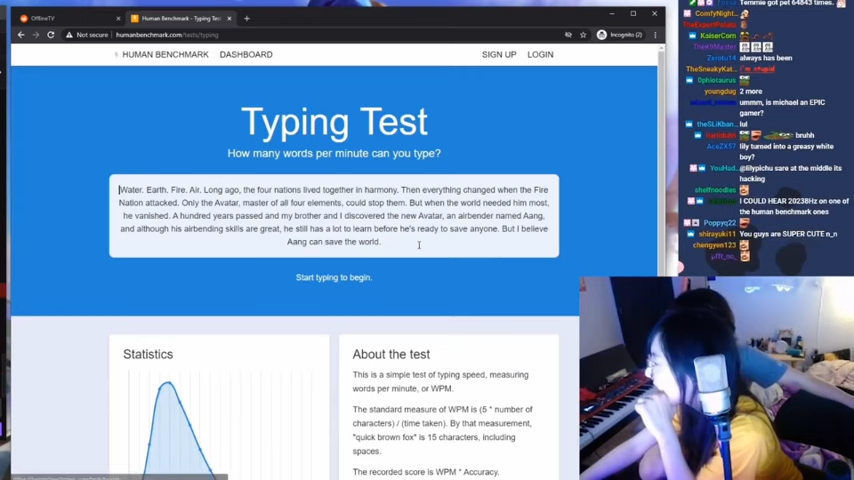 OfflineTV
Human Benchmark - Typing Test
Not secure
humanbenchmark.com/tests/typing
Incognito (2)
HUMAN BENCHMARK
DASHBOARD
SIGN UP
LOGIN
Typing Test
How many words per minute can you type?
Water. Earth. Fire. Air. Long ago, the four nations lived together in harmony. Then everything changed when the Fire
Nation attacked. Only the Avatar, master of all four elements, could stop them. But when the world needed him most,
he vanished. A hundred years passed and my brother and I discovered the new Avatar, an airbender named Aang,
and although his airbending skills are great, he still has a lot to learn before he's ready to save anyone. But I believe
Aang can save the world.
Start typing to begin.
Statistics
About the test
This is a simple test of typing speed, measuring
words per minute, or WPM.
The standard measure of WPM is (5 * number of
characters) / (time taken). By that measurement,
"quick brown fox" is 15 characters, including
spaces.
The recorded score is WPM * Accuracy.
Temmie got pet 64843 times.
ComfyNight...
KaiserCorn
Zerotu14
always has been
TheSneakyKat...
I'm stupid
Ophiotaurus
youngdug
2 more
ummm, is michael an EPIC
gamer?
theSLiKban...
lul
bruhh
AcaZX57
lily turned into a greasy white
boy?
YouHad...
@lilypichu sare at the middle its
hacking
shelfnoodles
I COULD HEAR 20238Hz on one of
the human benchmark ones
Poppyq22
shirayuki11
You guys are SUPER CUTE n_n
chengyen123